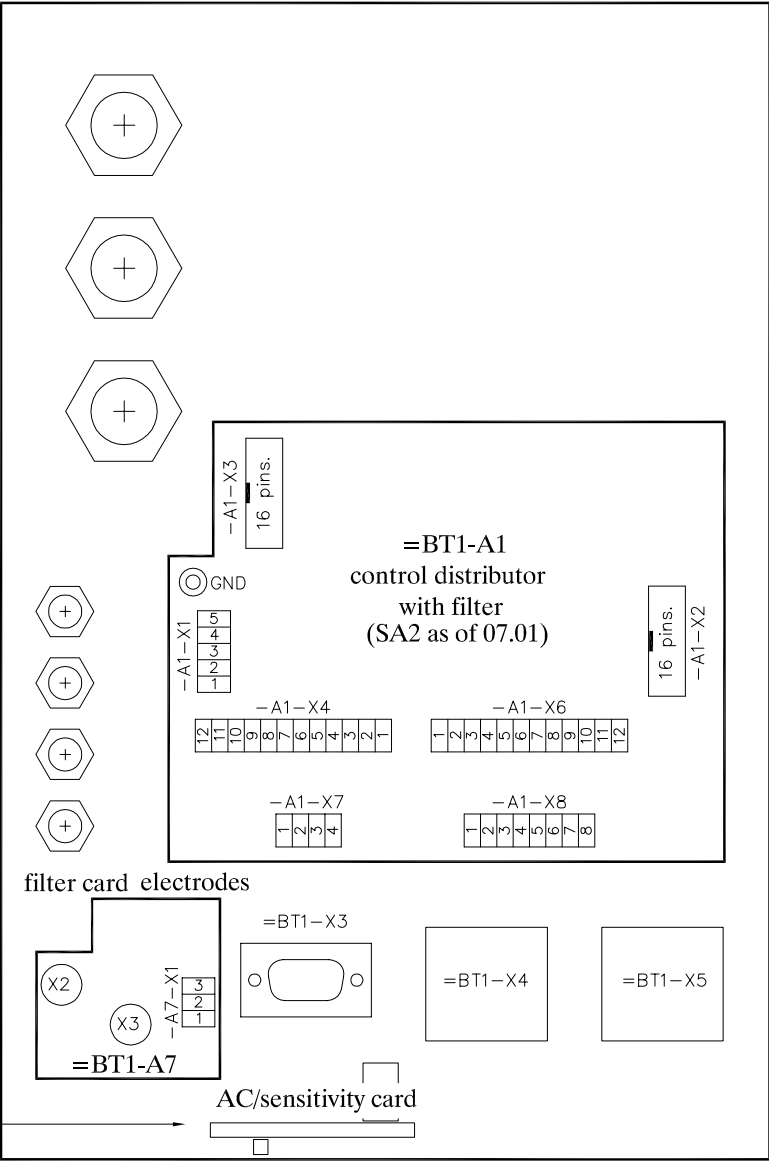 -A1-X3
16 pins.
=BT1-A1
control distributor
with filter
(SA2 as of 07.01)
GND
-A1-X1
5
4
3
2
1
16 pins.
-A1-X2
-A1-X4
12 11 10 9 8 7 6 5 4 3 2 1
-A1-X6
1 2 3 4 5 6 7 8 9 10 11 12
-A1-X7
1 2 3 4
-A1-X8
1 2 3 4 5 6 7 8
filter card electrodes
X2
X3
-A7-X1
3
2
1
=BT1-A7
=BT1-X3
=BT1-X4
=BT1-X5
AC/sensitivity card